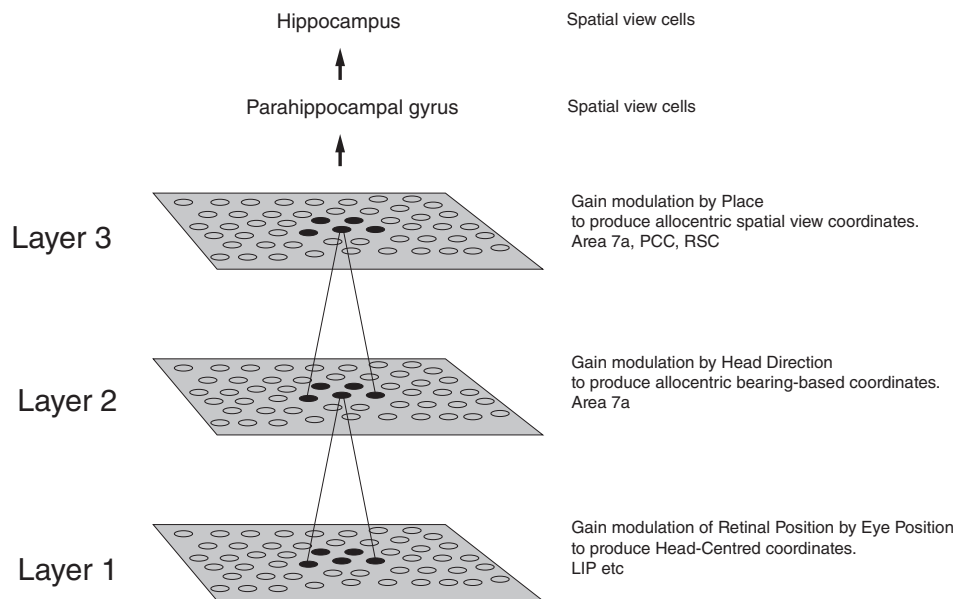 Hippocampus
Spatial view cells
Parahippocampal gyrus
Spatial view cells
Layer 3
Gain modulation by Place
to produce allocentric spatial view coordinates.
Area 7a, PCC, RSC
Layer 2
Gain modulation by Head Direction
to produce allocentric bearing-based coordinates.
Area 7a
Layer 1
Gain modulation of Retinal Position by Eye Position
to produce Head-Centred coordinates.
LIP etc